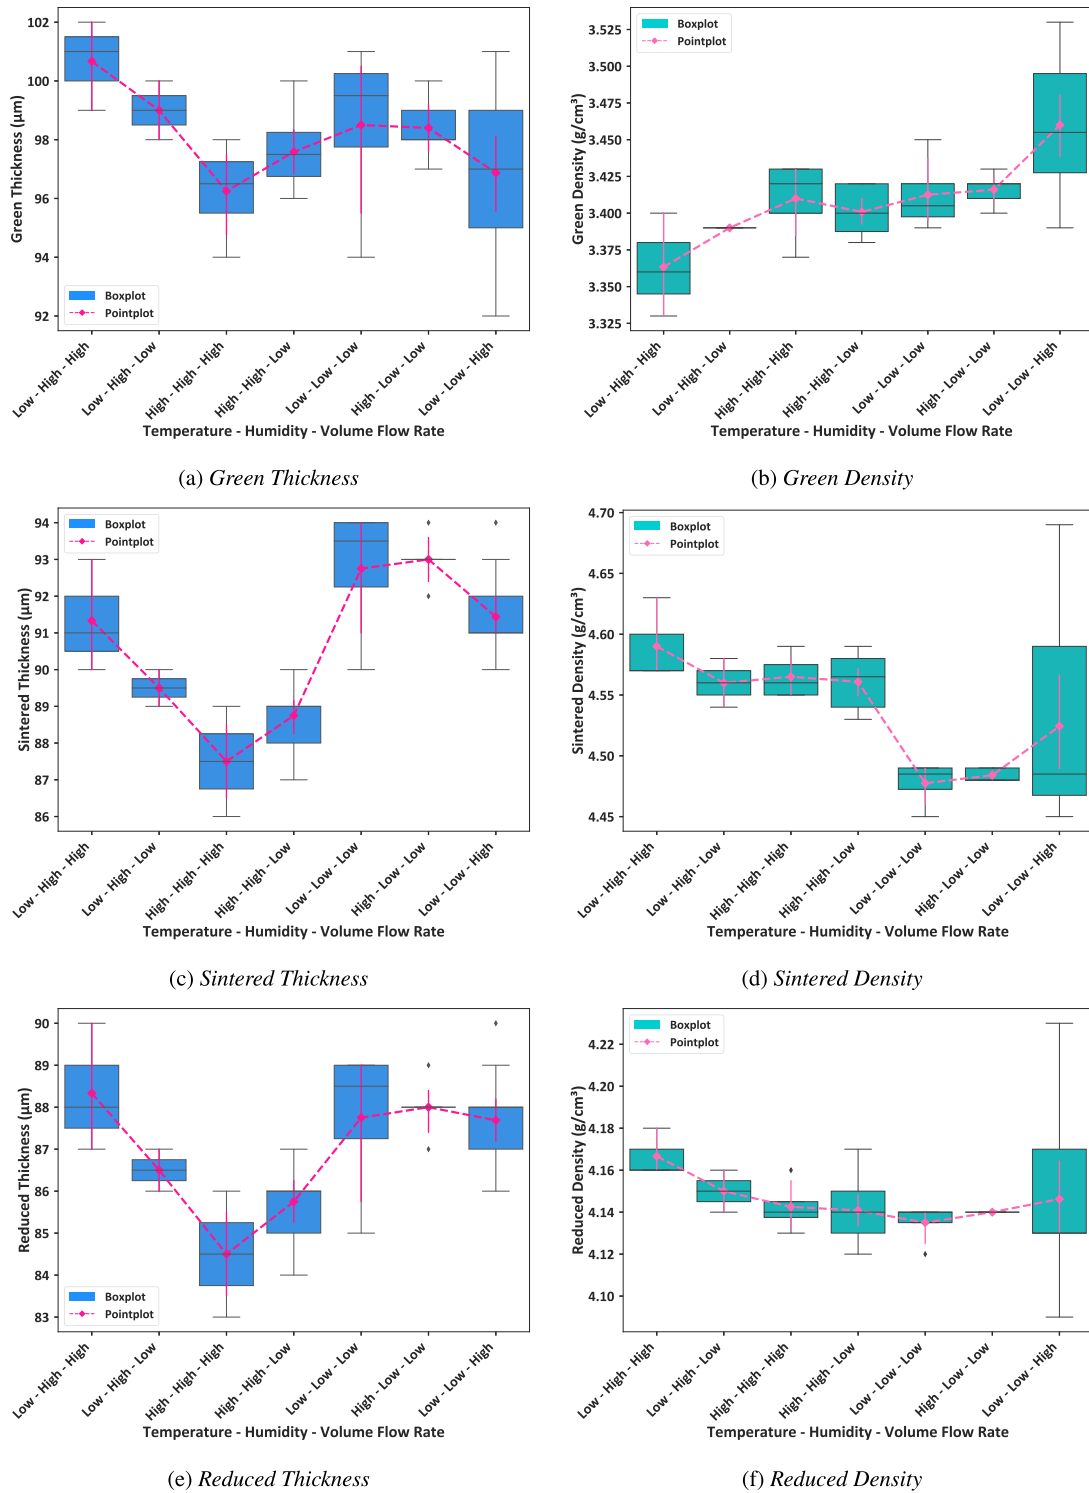 102
100
98
96
94
92
Green Thickness (μm)
Boxplot
Pointplot
Low - High - High
Low - High - Low
High - High - High
High - High - Low
Low - Low - Low
High - Low - Low
Low - Low - High
Temperature - Humidity - Volume Flow Rate
(a) Green Thickness
3.525
3.500
3.475
3.450
3.425
3.400
3.375
3.350
3.325
Green Density (g/cm³)
Boxplot
Pointplot
Low - High - High
Low - High - Low
High - High - High
High - High - Low
Low - Low - Low
High - Low - Low
Low - Low - High
Temperature - Humidity - Volume Flow Rate
(b) Green Density
94
93
92
91
90
89
88
87
86
Sintered Thickness (μm)
Boxplot
Pointplot
Low - High - High
Low - High - Low
High - High - High
High - High - Low
Low - Low - Low
High - Low - Low
Low - Low - High
Temperature - Humidity - Volume Flow Rate
(c) Sintered Thickness
4.70
4.65
4.60
4.55
4.50
4.45
Sintered Density (g/cm³)
Boxplot
Pointplot
Low - High - High
Low - High - Low
High - High - High
High - High - Low
Low - Low - Low
High - Low - Low
Low - Low - High
Temperature - Humidity - Volume Flow Rate
(d) Sintered Density
90
89
88
87
86
85
84
83
Reduced Thickness (μm)
Boxplot
Pointplot
Low - High - High
Low - High - Low
High - High - High
High - High - Low
Low - Low - Low
High - Low - Low
Low - Low - High
Temperature - Humidity - Volume Flow Rate
(e) Reduced Thickness
4.22
4.20
4.18
4.16
4.14
4.12
4.10
Reduced Density (g/cm³)
Boxplot
Pointplot
Low - High - High
Low - High - Low
High - High - High
High - High - Low
Low - Low - Low
High - Low - Low
Low - Low - High
Temperature - Humidity - Volume Flow Rate
(f) Reduced Density